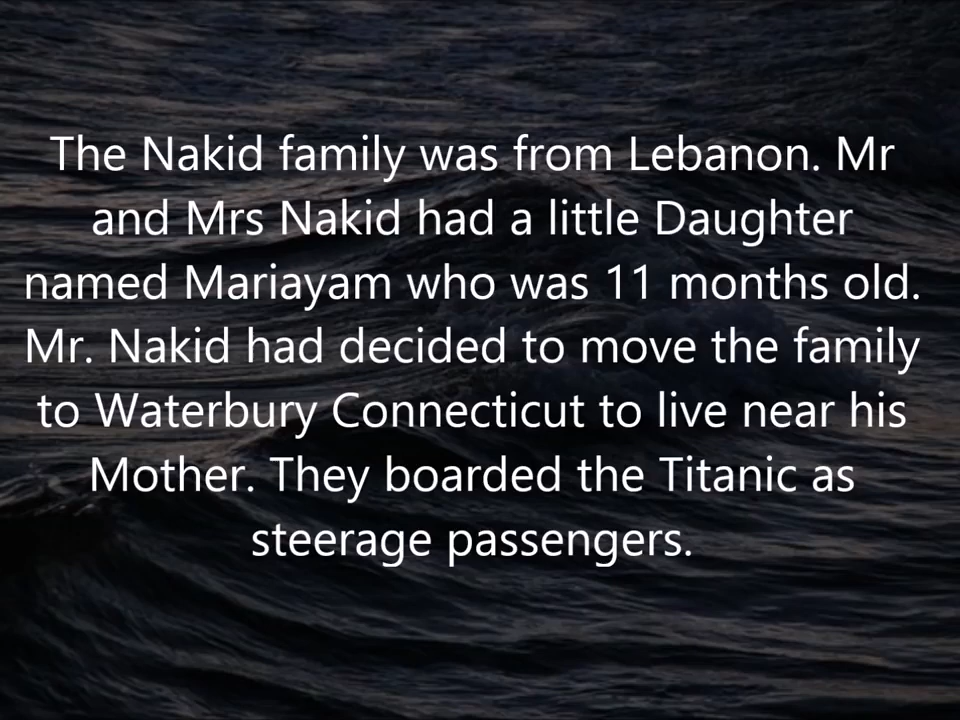 The Nakid family was from Lebanon. Mr
and Mrs Nakid had a little Daughter
named Mariayam who was 11 months old.
Mr. Nakid had decided to move the family
to Waterbury Connecticut to live near his
Mother. They boarded the Titanic as
steerage passengers.